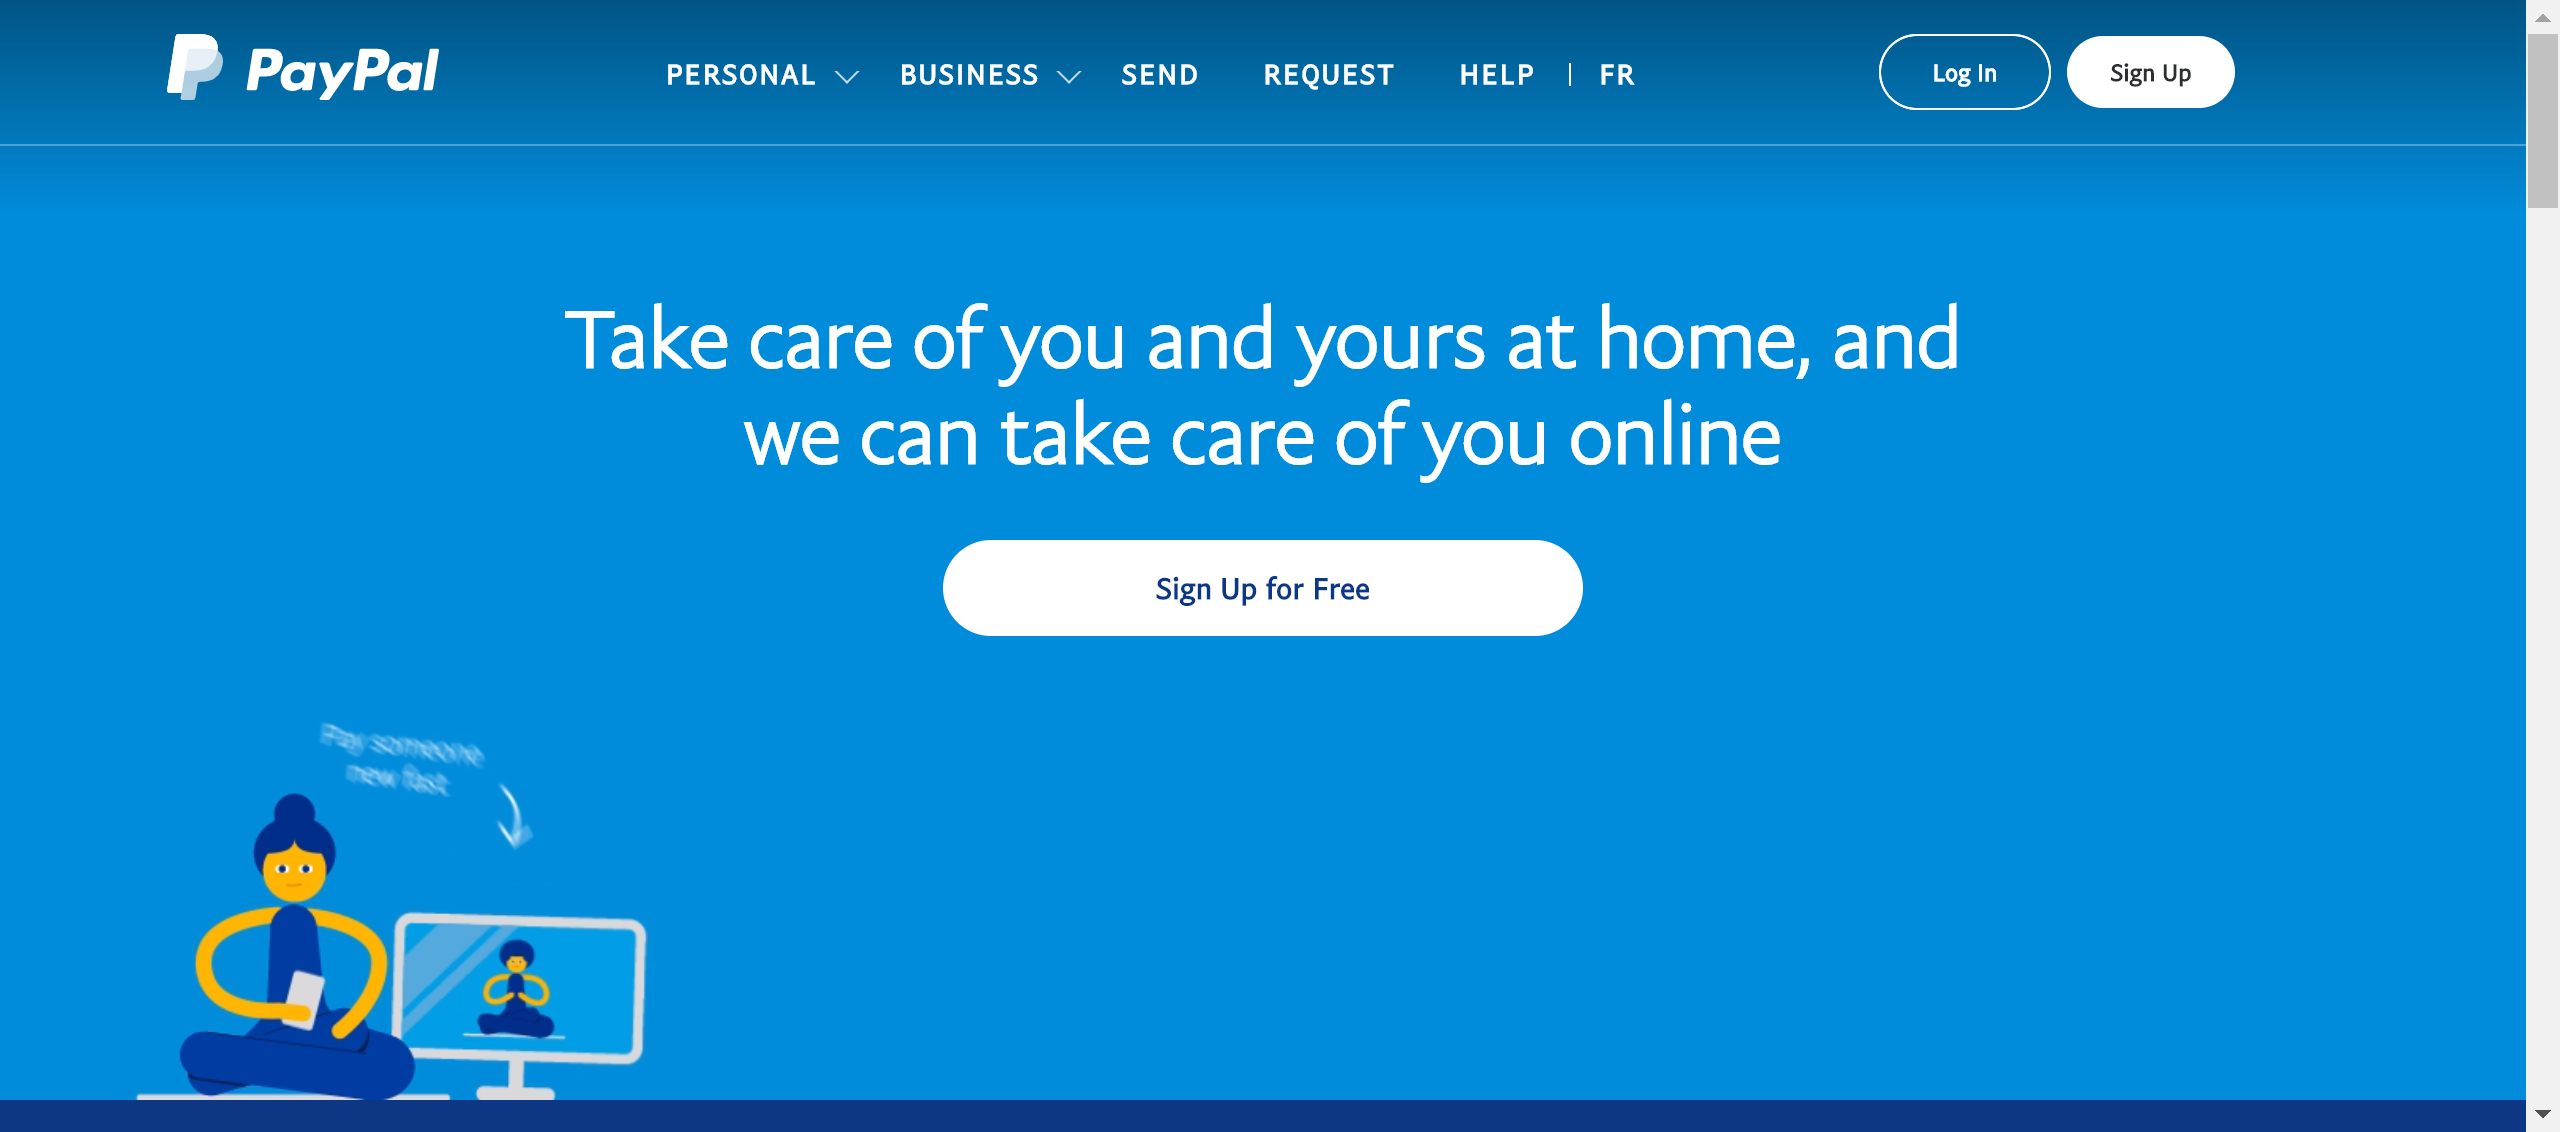 PayPal
PERSONAL BUSINESS SEND REQUEST HELP FR
Log In Sign Up
Take care of you and yours at home, and
we can take care of you online
Sign Up for Free
Pay someone
new fast